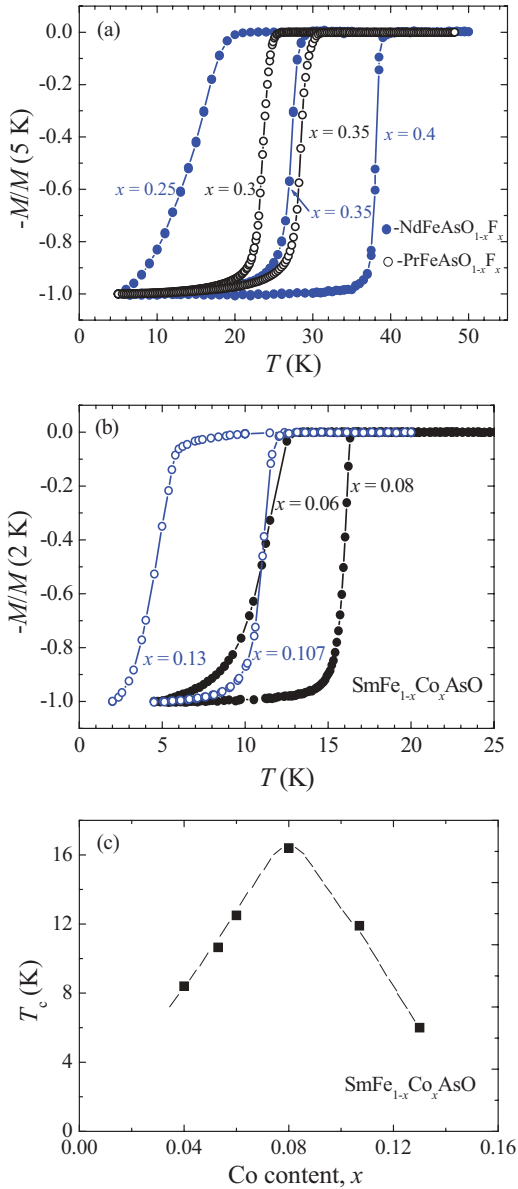 (a)
0.0
-0.2
-0.4
-0.6
-0.8
-1.0
-M/M (5 K)
x = 0.25
x = 0.3
x = 0.35
x = 0.35
x = 0.4
-NdFeAsO1-xFx
-PrFeAsO1-xFx
0 10 20 30 40 50
T (K)
(b)
0.0
-0.2
-0.4
-0.6
-0.8
-1.0
-M/M (2 K)
x = 0.06
x = 0.08
x = 0.13
x = 0.107
SmFe1-xCoxAsO
0 5 10 15 20 25
T (K)
(c)
16
12
8
4
0
Tc (K)
SmFe1-xCoxAsO
0.00 0.04 0.08 0.12 0.16
Co content, x